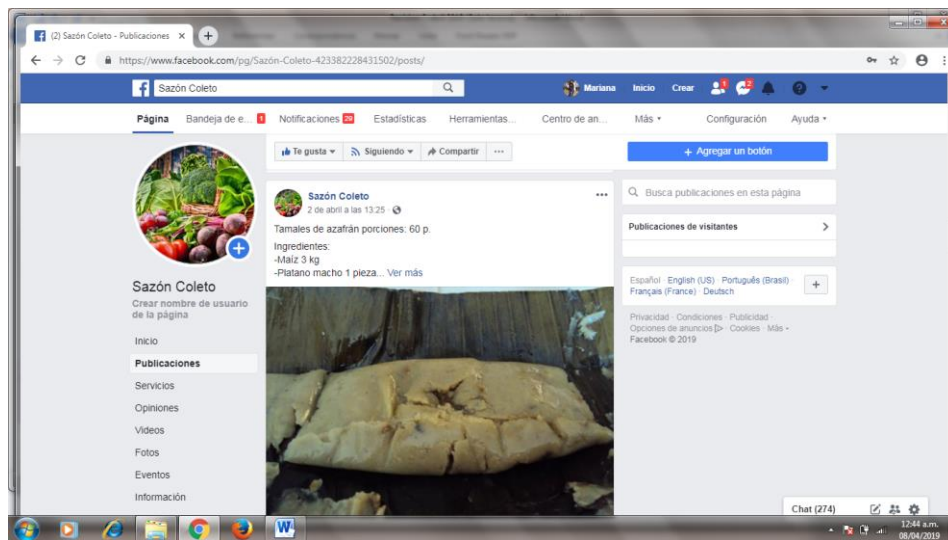 (2) Sazón Coleto - Publicaciones
https://www.facebook.com/pg/Sazón-Coleto-423382228431502/posts/
Sazón Coleto
Mariana Inicio Crear 1 2
Página Bandeja de e... 1 Notificaciones 29 Estadísticas Herramientas... Centro de an... Más Configuración Ayuda
Te gusta Siguiendo Compartir ...
+ Agregar un botón
Sazón Coleto
2 de abril a las 13:25
Tamales de azafrán porciones: 60 p.
Ingredientes:
-Maíz 3 kg
-Platano macho 1 pieza... Ver más
Sazón Coleto
Crear nombre de usuario
de la página
Inicio
Publicaciones
Servicios
Opiniones
Videos
Fotos
Eventos
Información
Busca publicaciones en esta página
Publicaciones de visitantes
Español · English (US) · Português (Brasil) ·
Français (France) · Deutsch
Privacidad · Condiciones · Publicidad ·
Opciones de anuncios · Cookies · Más
Facebook © 2019
Chat (274)
12:44 a.m.
08/04/2019